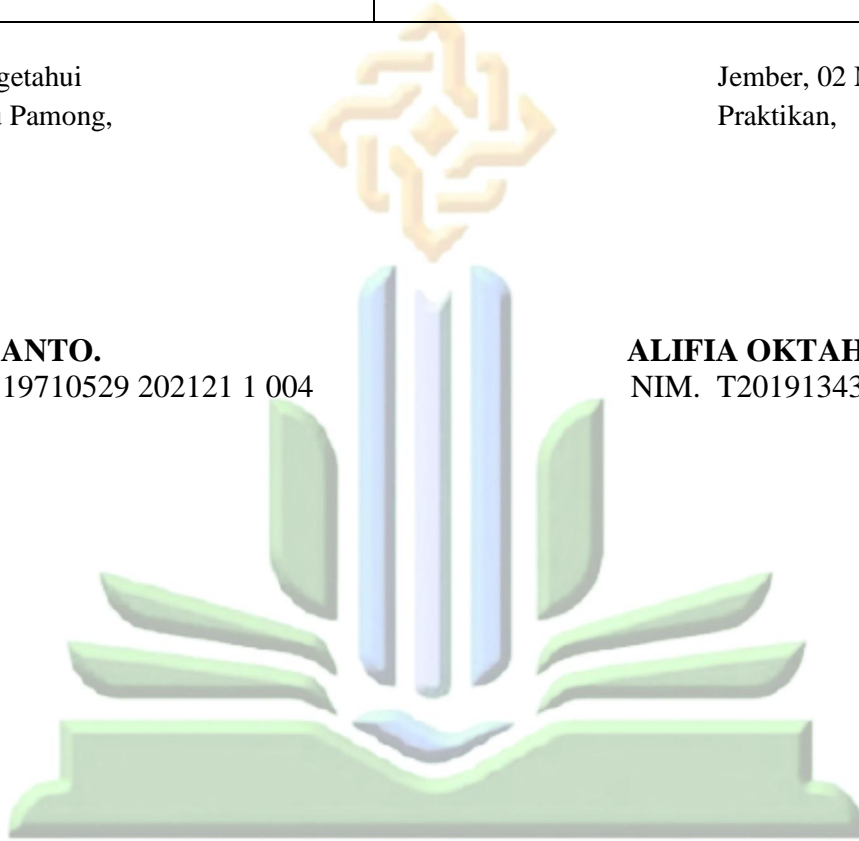 getahui
Pamong,
Jember, 02
Praktikan,
ANTO.
19710529 202121 1 004
ALIFIA OKTAH
NIM. T20191343